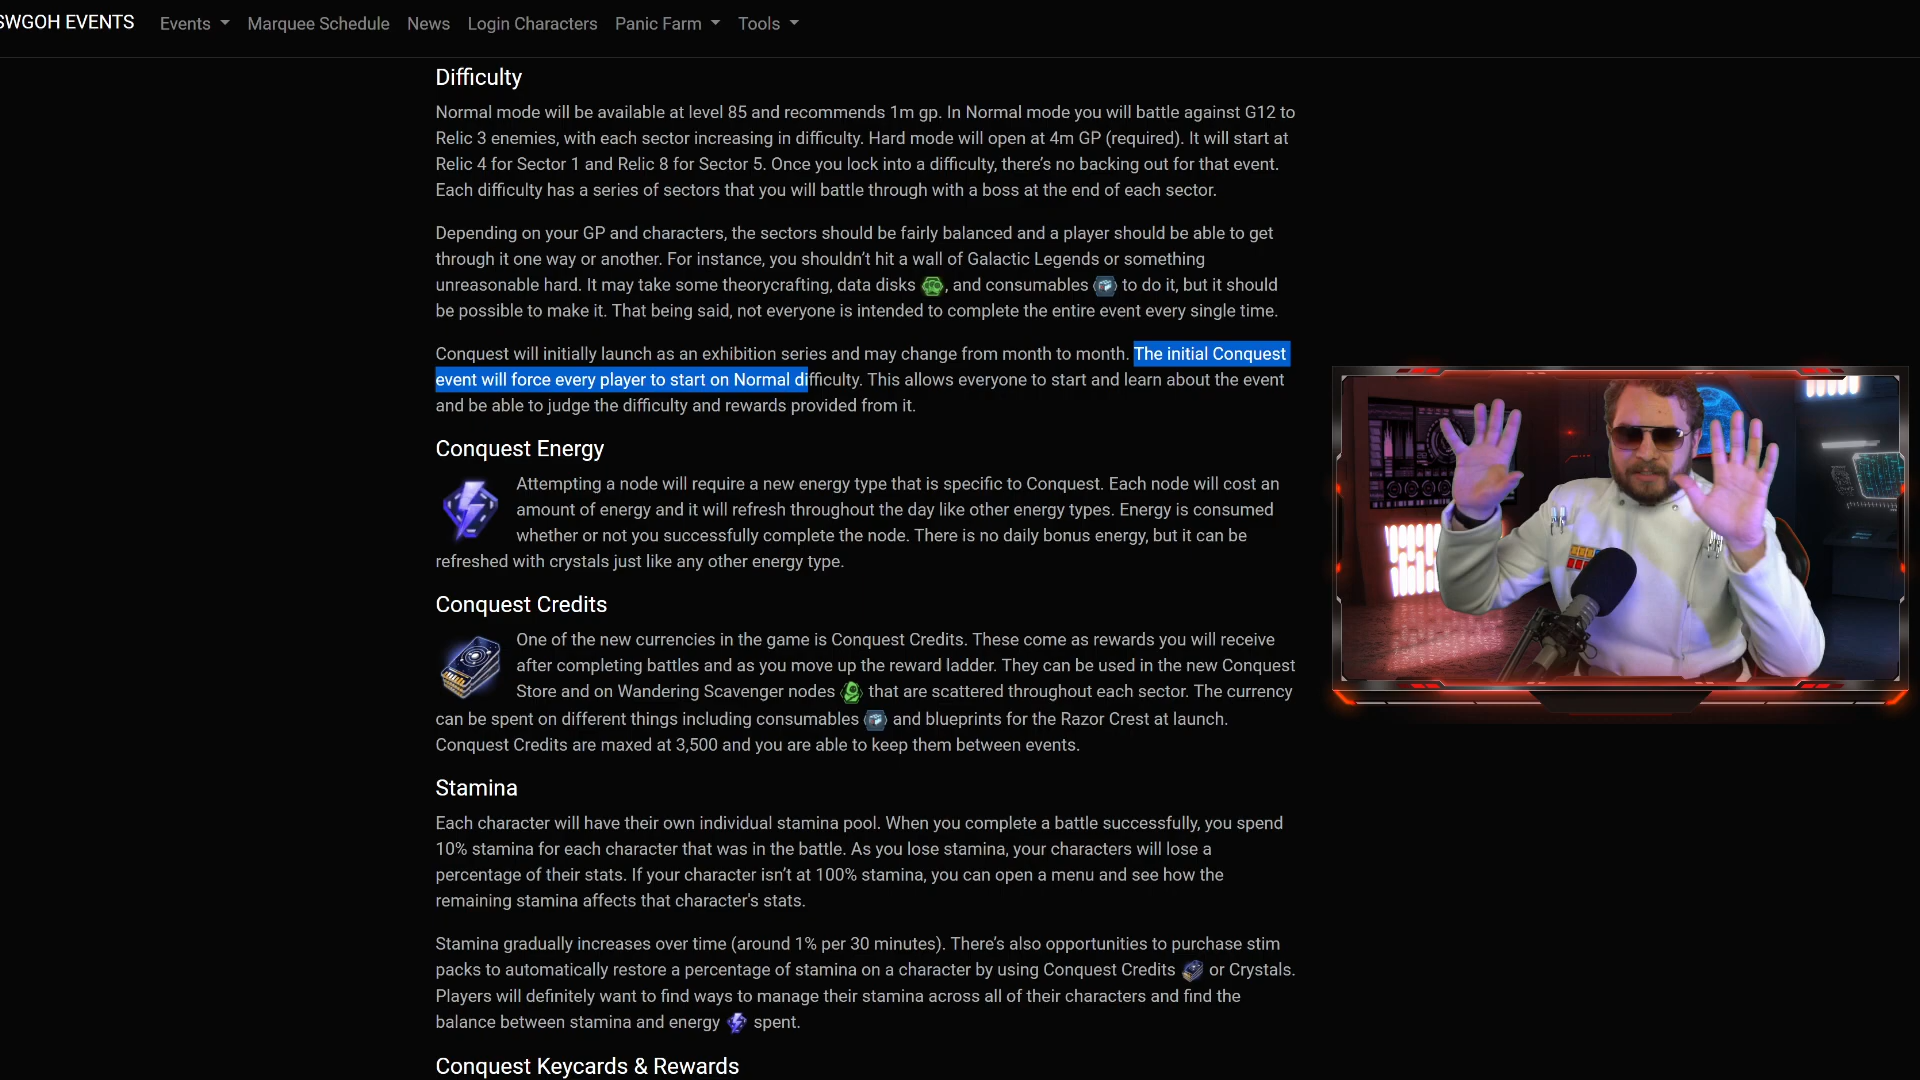 SWGOH EVENTS Events Marquee Schedule News Login Characters Panic Farm Tools
Difficulty
Normal mode will be available at level 85 and recommends 1m gp. In Normal mode you will battle against G12 to
Relic 3 enemies, with each sector increasing in difficulty. Hard mode will open at 4m GP (required). It will start at
Relic 4 for Sector 1 and Relic 8 for Sector 5. Once you lock into a difficulty, there's no backing out for that event.
Each difficulty has a series of sectors that you will battle through with a boss at the end of each sector.
Depending on your GP and characters, the sectors should be fairly balanced and a player should be able to get
through it one way or another. For instance, you shouldn't hit a wall of Galactic Legends or something
unreasonable hard. It may take some theorycrafting, data disks , and consumables to do it, but it should
be possible to make it. That being said, not everyone is intended to complete the entire event every single time.
Conquest will initially launch as an exhibition series and may change from month to month. The initial Conquest
event will force every player to start on Normal difficulty. This allows everyone to start and learn about the event
and be able to judge the difficulty and rewards provided from it.
Conquest Energy
Attempting a node will require a new energy type that is specific to Conquest. Each node will cost an
amount of energy and it will refresh throughout the day like other energy types. Energy is consumed
whether or not you successfully complete the node. There is no daily bonus energy, but it can be
refreshed with crystals just like any other energy type.
Conquest Credits
One of the new currencies in the game is Conquest Credits. These come as rewards you will receive
after completing battles and as you move up the reward ladder. They can be used in the new Conquest
Store and on Wandering Scavenger nodes that are scattered throughout each sector. The currency
can be spent on different things including consumables and blueprints for the Razor Crest at launch.
Conquest Credits are maxed at 3,500 and you are able to keep them between events.
Stamina
Each character will have their own individual stamina pool. When you complete a battle successfully, you spend
10% stamina for each character that was in the battle. As you lose stamina, your characters will lose a
percentage of their stats. If your character isn't at 100% stamina, you can open a menu and see how the
remaining stamina affects that character's stats.
Stamina gradually increases over time (around 1% per 30 minutes). There's also opportunities to purchase stim
packs to automatically restore a percentage of stamina on a character by using Conquest Credits or Crystals.
Players will definitely want to find ways to manage their stamina across all of their characters and find the
balance between stamina and energy spent.
Conquest Keycards & Rewards